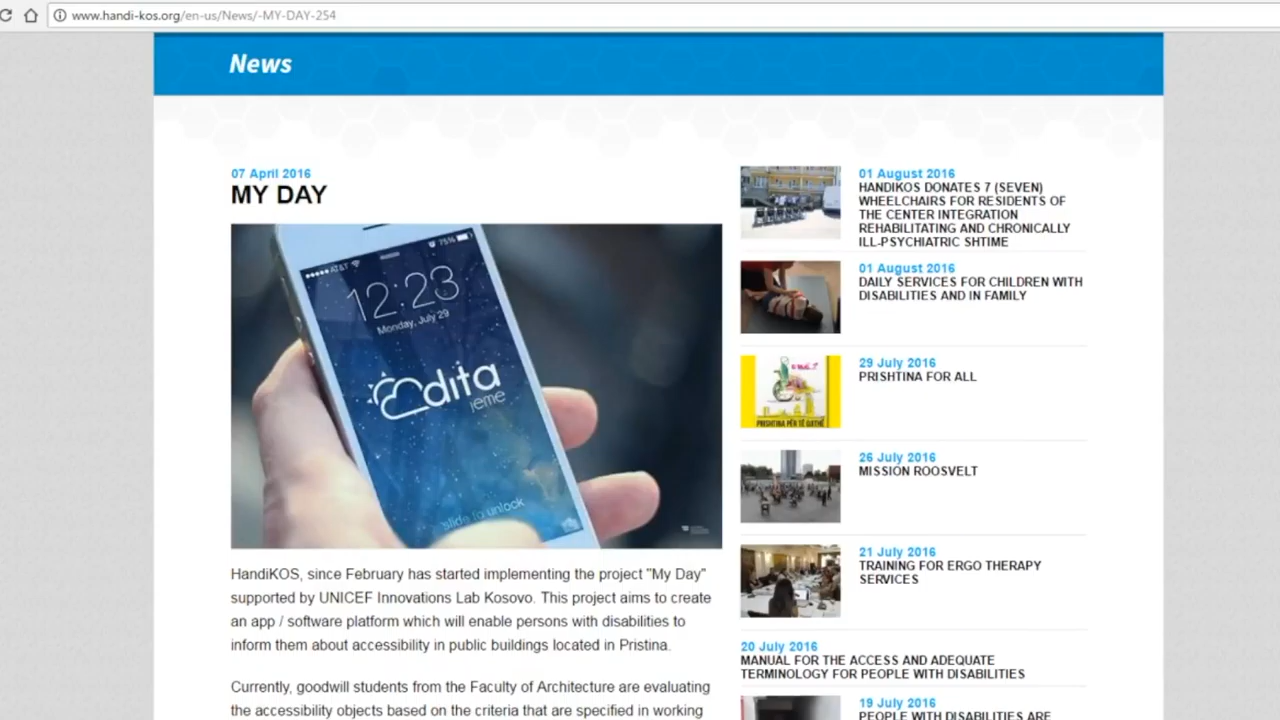 www.handi-kos.org/en-us/News/-MY-DAY-254
News
07 April 2016
MY DAY
AT&T
75%
12:23
Monday, July 29
dita
jeme
slide to unlock
HandiKOS, since February has started implementing the project "My Day"
supported by UNICEF Innovations Lab Kosovo. This project aims to create
an app / software platform which will enable persons with disabilities to
inform them about accessibility in public buildings located in Pristina.
Currently, goodwill students from the Faculty of Architecture are evaluating
the accessibility objects based on the criteria that are specified in working
01 August 2016
HANDIKOS DONATES 7 (SEVEN)
WHEELCHAIRS FOR RESIDENTS OF
THE CENTER INTEGRATION
REHABILITATING AND CHRONICALLY
ILL-PSYCHIATRIC SHTIME
01 August 2016
DAILY SERVICES FOR CHILDREN WITH
DISABILITIES AND IN FAMILY
29 July 2016
PRISHTINA FOR ALL
PRISHTINA PËR TË GJITHË
26 July 2016
MISSION ROOSVELT
21 July 2016
TRAINING FOR ERGO THERAPY
SERVICES
20 July 2016
MANUAL FOR THE ACCESS AND ADEQUATE
TERMINOLOGY FOR PEOPLE WITH DISABILITIES
19 July 2016
PEOPLE WITH DISABILITIES ARE